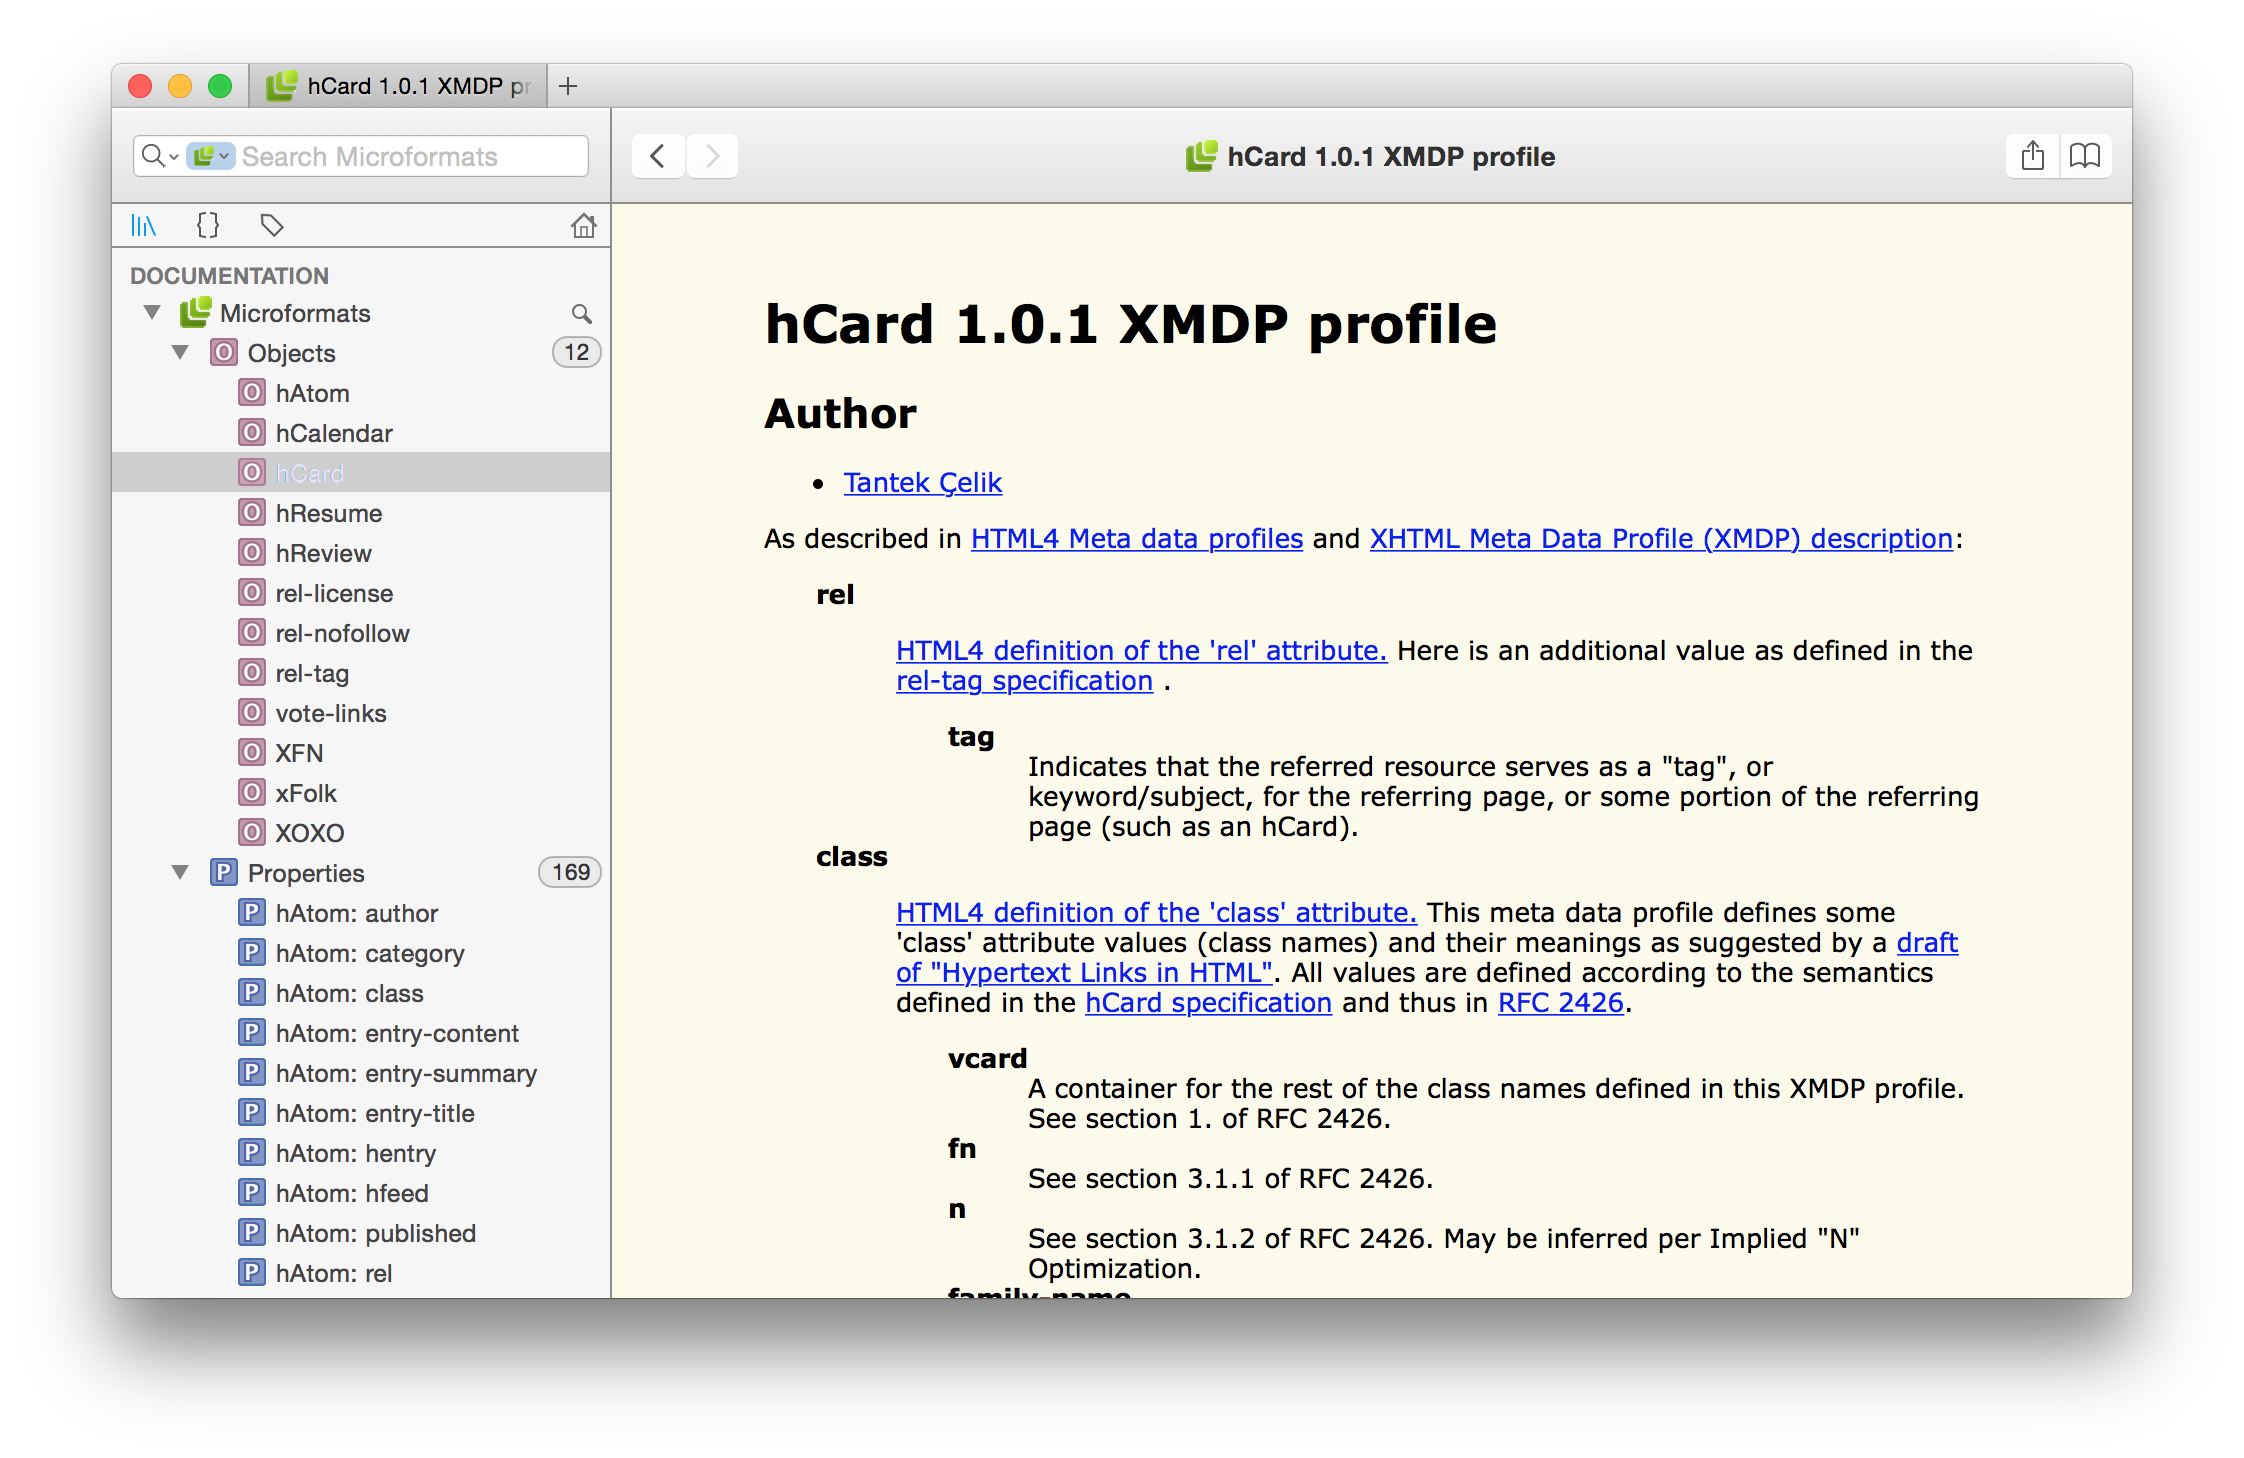 hCard 1.0.1 XMDP pr
Search Microformats
hCard 1.0.1 XMDP profile
DOCUMENTATION
Microformats
Objects 12
hAtom
hCalendar
hCard
hResume
hReview
rel-license
rel-nofollow
rel-tag
vote-links
XFN
xFolk
XOXO
Properties 169
hAtom: author
hAtom: category
hAtom: class
hAtom: entry-content
hAtom: entry-summary
hAtom: entry-title
hAtom: hentry
hAtom: hfeed
hAtom: published
hAtom: rel
hCard 1.0.1 XMDP profile
Author
• Tantek Çelik
As described in HTML4 Meta data profiles and XHTML Meta Data Profile (XMDP) description:
rel
HTML4 definition of the 'rel' attribute. Here is an additional value as defined in the
rel-tag specification .
tag
Indicates that the referred resource serves as a "tag", or
keyword/subject, for the referring page, or some portion of the referring
page (such as an hCard).
class
HTML4 definition of the 'class' attribute. This meta data profile defines some
'class' attribute values (class names) and their meanings as suggested by a draft
of "Hypertext Links in HTML". All values are defined according to the semantics
defined in the hCard specification and thus in RFC 2426.
vcard
A container for the rest of the class names defined in this XMDP profile.
See section 1. of RFC 2426.
fn
See section 3.1.1 of RFC 2426.
n
See section 3.1.2 of RFC 2426. May be inferred per Implied "N"
Optimization.
family-name